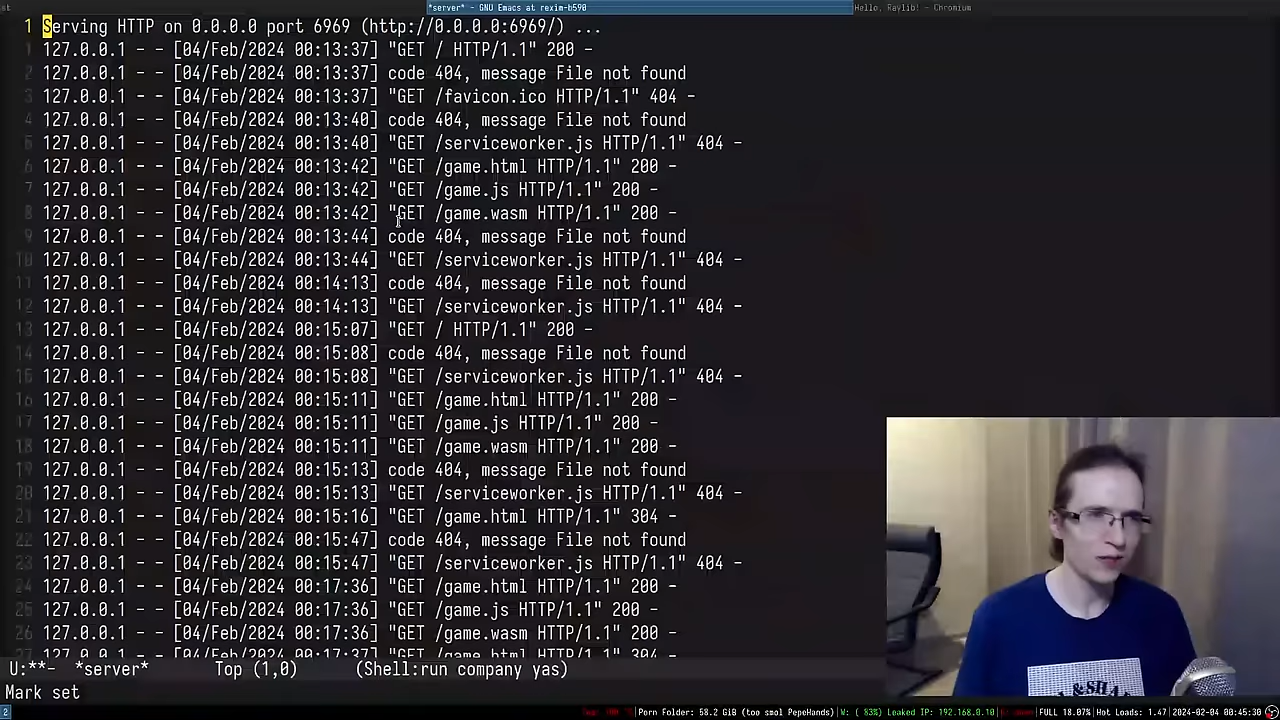 st *server* - GNU Emacs at rexim-b590 Hello, Raylib! - Chromium
1 Serving HTTP on 0.0.0.0 port 6969 (http://0.0.0.0:6969/) ...
1 127.0.0.1 - - [04/Feb/2024 00:13:37] "GET / HTTP/1.1" 200 -
2 127.0.0.1 - - [04/Feb/2024 00:13:37] code 404, message File not found
3 127.0.0.1 - - [04/Feb/2024 00:13:37] "GET /favicon.ico HTTP/1.1" 404 -
4 127.0.0.1 - - [04/Feb/2024 00:13:40] code 404, message File not found
5 127.0.0.1 - - [04/Feb/2024 00:13:40] "GET /serviceworker.js HTTP/1.1" 404 -
6 127.0.0.1 - - [04/Feb/2024 00:13:42] "GET /game.html HTTP/1.1" 200 -
7 127.0.0.1 - - [04/Feb/2024 00:13:42] "GET /game.js HTTP/1.1" 200 -
8 127.0.0.1 - - [04/Feb/2024 00:13:42] "GET /game.wasm HTTP/1.1" 200 -
9 127.0.0.1 - - [04/Feb/2024 00:13:44] code 404, message File not found
10 127.0.0.1 - - [04/Feb/2024 00:13:44] "GET /serviceworker.js HTTP/1.1" 404 -
11 127.0.0.1 - - [04/Feb/2024 00:14:13] code 404, message File not found
12 127.0.0.1 - - [04/Feb/2024 00:14:13] "GET /serviceworker.js HTTP/1.1" 404 -
13 127.0.0.1 - - [04/Feb/2024 00:15:07] "GET / HTTP/1.1" 200 -
14 127.0.0.1 - - [04/Feb/2024 00:15:08] code 404, message File not found
15 127.0.0.1 - - [04/Feb/2024 00:15:08] "GET /serviceworker.js HTTP/1.1" 404 -
16 127.0.0.1 - - [04/Feb/2024 00:15:11] "GET /game.html HTTP/1.1" 200 -
17 127.0.0.1 - - [04/Feb/2024 00:15:11] "GET /game.js HTTP/1.1" 200 -
18 127.0.0.1 - - [04/Feb/2024 00:15:11] "GET /game.wasm HTTP/1.1" 200 -
19 127.0.0.1 - - [04/Feb/2024 00:15:13] code 404, message File not found
20 127.0.0.1 - - [04/Feb/2024 00:15:13] "GET /serviceworker.js HTTP/1.1" 404 -
21 127.0.0.1 - - [04/Feb/2024 00:15:16] "GET /game.html HTTP/1.1" 304 -
22 127.0.0.1 - - [04/Feb/2024 00:15:47] code 404, message File not found
23 127.0.0.1 - - [04/Feb/2024 00:15:47] "GET /serviceworker.js HTTP/1.1" 404 -
24 127.0.0.1 - - [04/Feb/2024 00:17:36] "GET /game.html HTTP/1.1" 200 -
25 127.0.0.1 - - [04/Feb/2024 00:17:36] "GET /game.js HTTP/1.1" 200 -
26 127.0.0.1 - - [04/Feb/2024 00:17:36] "GET /game.wasm HTTP/1.1" 200 -
27 127.0.0.1 - - [04/Feb/2024 00:17:37] "GET /game.html HTTP/1.1" 304 -
U:**- *server* Top (1,0) (Shell:run company yas)
Mark set
2 Porn Folder: 58.2 GiB (too smol PepeHands) W: ( 83%) Leaked IP: 192.168.0.10 FULL 18.07% Hot Loads: 1.47 2024-02-04 00:45:30